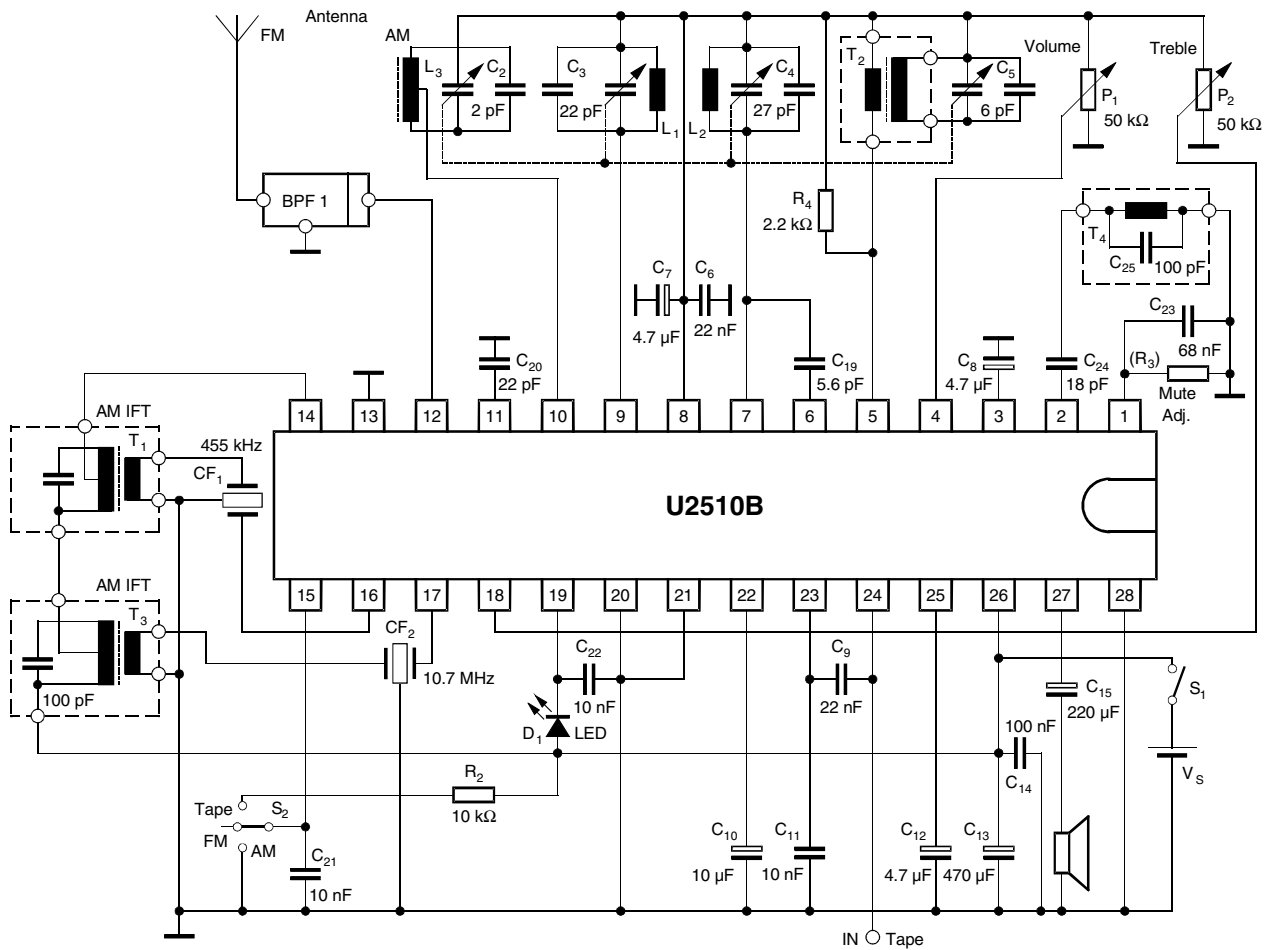 Antenna
FM
AM
Volume
Treble
L3
C2
2 pF
C3
22 pF
L1
L2
C4
27 pF
T2
C5
6 pF
P1
50 kΩ
P2
50 kΩ
BPF 1
R4
2.2 kΩ
T4
C25
100 pF
C7
4.7 µF
C6
22 nF
C23
68 nF
C20
22 pF
C19
5.6 pF
C8
4.7 µF
C24
18 pF
(R3)
Mute
Adj.
14
13
12
11
10
9
8
7
6
5
4
3
2
1
AM IFT
T1
455 kHz
CF1
U2510B
AM IFT
T3
100 pF
15
16
17
18
19
20
21
22
23
24
25
26
27
28
CF2
10.7 MHz
C22
10 nF
C9
22 nF
D1
LED
C15
220 µF
S1
100 nF
C14
VS
R2
10 kΩ
Tape
S2
FM
AM
C21
10 nF
C10
10 µF
C11
10 nF
C12
4.7 µF
C13
470 µF
IN
Tape